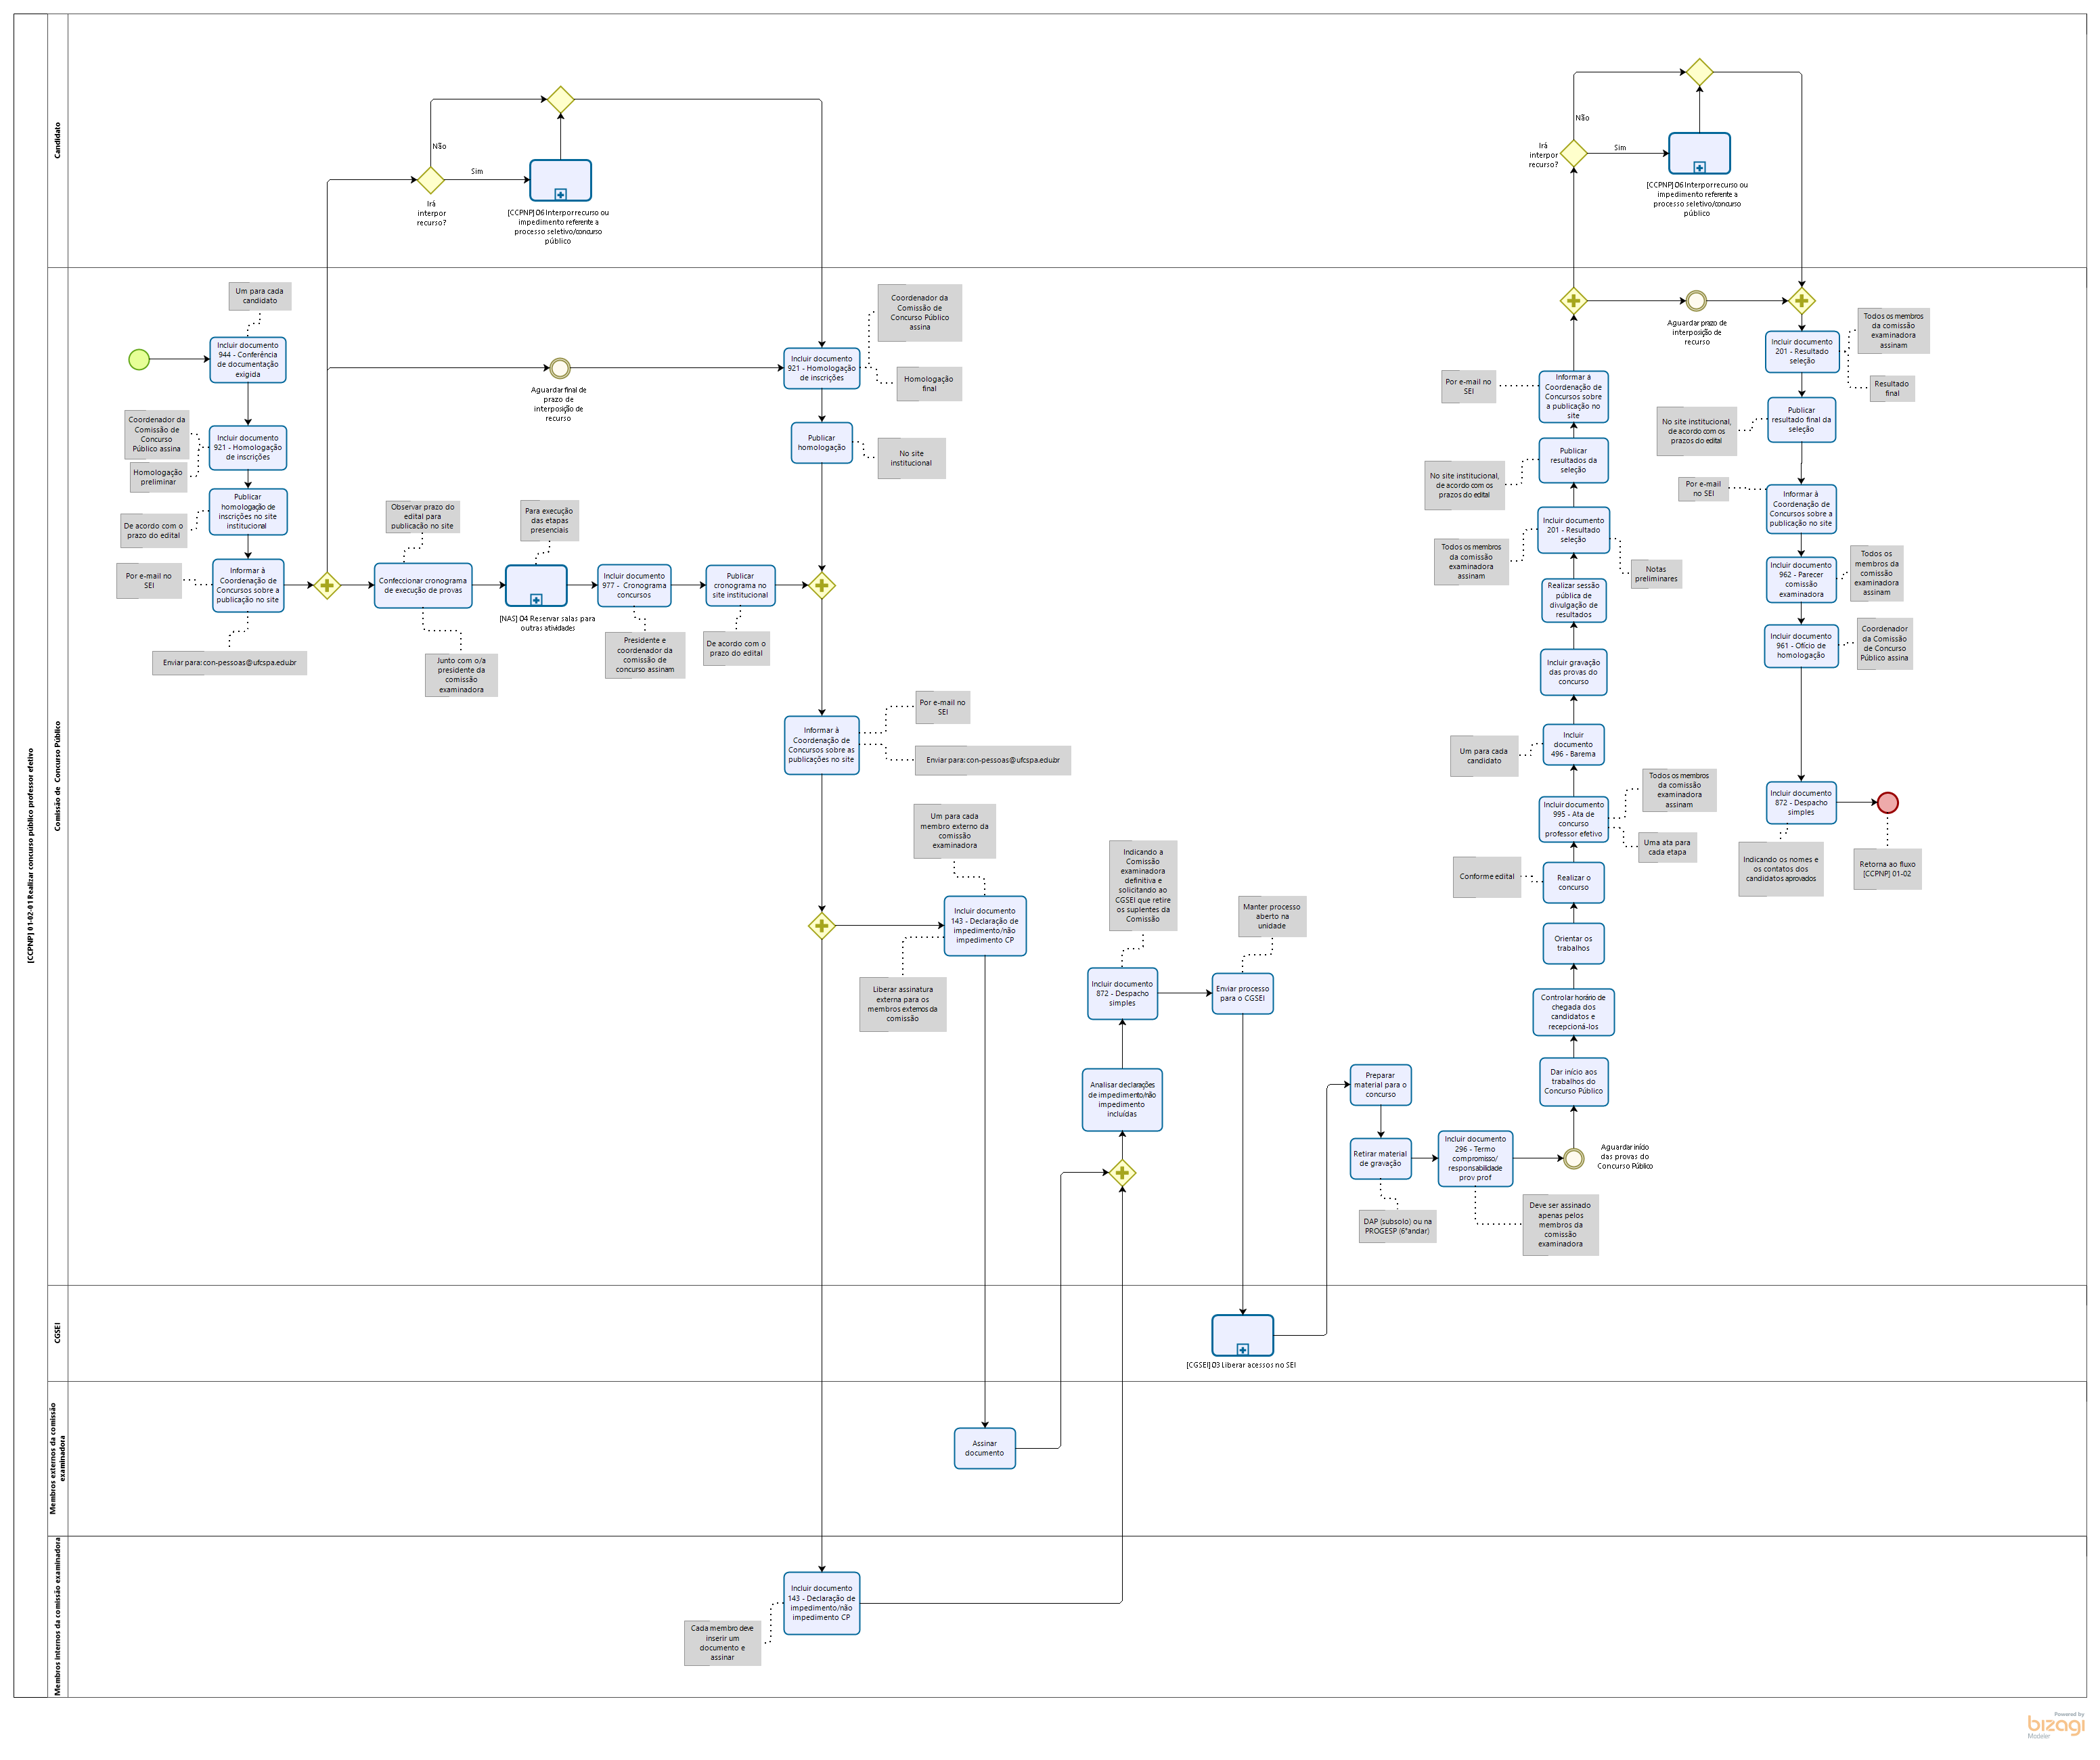 [CCPNP] 01-02-01 Realizar concurso público professor efetivo
Candidato
Não
Sim
Irá
interpor
recurso?
[CCPNP] 06 Interpor recurso ou
impedimento referente a
processo seletivo/concurso
público
Não
Sim
Irá
interpor
recurso?
[CCPNP] 06 Interpor recurso ou
impedimento referente a
processo seletivo/concurso
público
Comissão de Concurso Público
Um para cada
candidato
Incluir documento
944 - Conferência
de documentação
exigida
Coordenador da
Comissão de
Concurso
Público assina
Homologação
preliminar
Incluir documento
921 - Homologação
de inscrições
Publicar
homologação de
inscrições no site
institucional
De acordo com o
prazo do edital
Por e-mail no
SEI
Informar à
Coordenação de
Concursos sobre a
publicação no site
Enviar para: con-pessoas@ufcspa.edu.br
Aguardar final de
prazo de
interposição de
recurso
Observar prazo do
edital para
publicação no site
Confeccionar cronograma
de execução de provas
Junto com o/a
presidente da
comissão
examinadora
Para execução
das etapas
presenciais
[NAS] 04 Reservar salas para
outras atividades
Incluir documento
977 - Cronograma
concursos
Presidente e
coordenador da
comissão de
concurso assinam
Publicar
cronograma no
site institucional
De acordo com o
prazo do edital
Coordenador da
Comissão de
Concurso Público
assina
Incluir documento
921 - Homologação
de inscrições
Homologação
final
Publicar
homologação
No site
institucional
Informar à
Coordenação de
Concursos sobre as
publicações no site
Por e-mail no
SEI
Enviar para: con-pessoas@ufcspa.edu.br
Um para cada
membro externo da
comissão
examinadora
Incluir documento
143 - Declaração de
impedimento/não
impedimento CP
Liberar assinatura
externa para os
membros externos da
comissão
Indicando a
Comissão
examinadora
definitiva e
solicitando ao
CGSEI que retire
os suplentes da
Comissão
Incluir documento
872 - Despacho
simples
Analisar declarações
de impedimento/não
impedimento
incluídas
Manter processo
aberto na
unidade
Enviar processo
para o CGSEI
Preparar
material para o
concurso
Retirar material
de gravação
DAP (subsolo) ou na
PROGESP (6°andar)
Incluir documento
296 - Termo
compromisso/
responsabilidade
prov prof
Deve ser assinado
apenas pelos
membros da
comissão
examinadora
Aguardar início
das provas do
Concurso Público
Dar início aos
trabalhos do
Concurso Público
Controlar horário de
chegada dos
candidatos e
recepcioná-los
Orientar os
trabalhos
Realizar o
concurso
Conforme edital
Incluir documento
995 - Ata de
concurso
professor efetivo
Todos os membros
da comissão
examinadora
assinam
Uma ata para
cada etapa
Incluir
documento
496 - Barema
Um para cada
candidato
Incluir gravação
das provas do
concurso
Realizar sessão
pública de
divulgação de
resultados
Incluir documento
201 - Resultado
seleção
Todos os membros
da comissão
examinadora
assinam
Notas
preliminares
Publicar
resultados da
seleção
No site institucional,
de acordo com os
prazos do edital
Informar à
Coordenação de
Concursos sobre
a publicação no
site
Por e-mail no
SEI
Aguardar prazo de
interposição de
recurso
Incluir documento
201 - Resultado
seleção
Todos os membros
da comissão
examinadora
assinam
Resultado
final
Publicar
resultado final da
seleção
No site institucional,
de acordo com os
prazos do edital
Por e-mail
no SEI
Informar à
Coordenação de
Concursos sobre a
publicação no site
Incluir documento
962 - Parecer
comissão
examinadora
Todos os
membros da
comissão
examinadora
assinam
Incluir documento
961 - Ofício de
homologação
Coordenador
da Comissão
de Concurso
Público assina
Incluir documento
872 - Despacho
simples
Indicando os nomes e
os contatos dos
candidatos aprovados
Retorna ao fluxo
[CCPNP] 01-02
CGSEI
[CGSEI] 03 Liberar acessos no SEI
Membros externos da comissão
examinadora
Assinar
documento
Membros internos da comissão examinadora
Incluir documento
143 - Declaração de
impedimento/não
impedimento CP
Cada membro deve
inserir um
documento e
assinar
Powered by
bizagi
Modeler